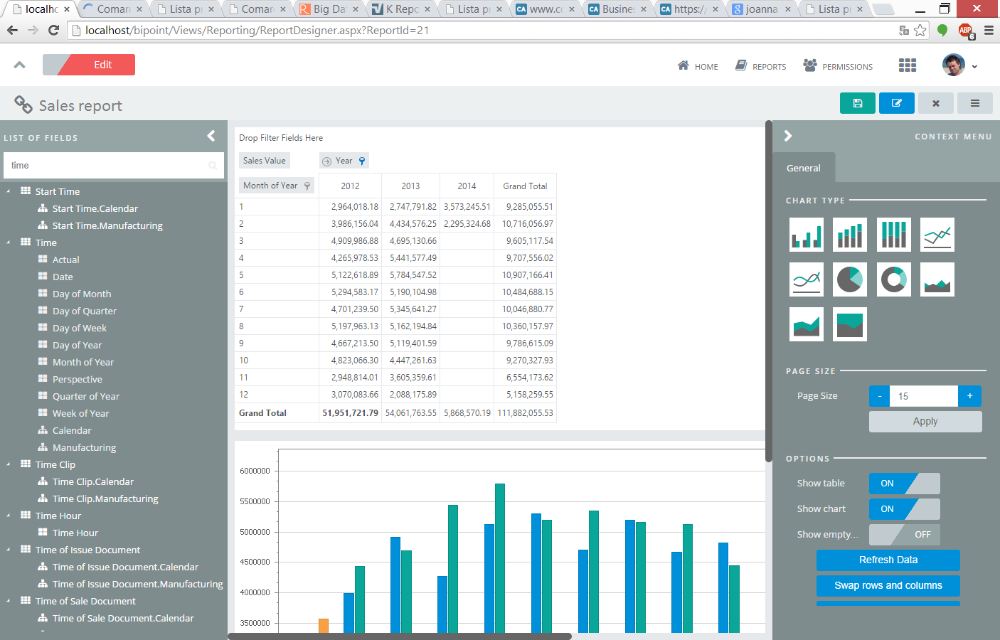 localhc
Comarc
Lista pr
Comarc
Big Dat
K Repo
Lista pr
www.co
Busines
https://
joanna
Lista pr
localhost/bipoint/Views/Reporting/ReportDesigner.aspx?ReportId=21
ABP
6
Edit
HOME
REPORTS
PERMISSIONS
Sales report
LIST OF FIELDS
time
Start Time
Start Time.Calendar
Start Time.Manufacturing
Time
Actual
Date
Day of Month
Day of Quarter
Day of Week
Day of Year
Month of Year
Perspective
Quarter of Year
Week of Year
Calendar
Manufacturing
Time Clip
Time Clip.Calendar
Time Clip.Manufacturing
Time Hour
Time Hour
Time of Issue Document
Time of Issue Document.Calendar
Time of Issue Document.Manufacturing
Time of Sale Document
Time of Sale Document.Calendar
Drop Filter Fields Here
Sales Value Year
Month of Year 2012 2013 2014 Grand Total
1 2,964,018.18 2,747,791.82 3,573,245.51 9,285,055.51
2 3,986,156.04 4,434,576.25 2,295,324.68 10,716,056.97
3 4,909,986.88 4,695,130.66 9,605,117.54
4 4,265,978.53 5,441,577.49 9,707,556.02
5 5,122,618.89 5,784,547.52 10,907,166.41
6 5,294,583.17 5,190,104.98 10,484,688.15
7 4,701,239.50 5,345,641.27 10,046,880.77
8 5,197,963.13 5,162,194.84 10,360,157.97
9 4,667,213.50 5,119,401.59 9,786,615.09
10 4,823,066.30 4,447,261.63 9,270,327.93
11 2,948,814.01 3,605,359.61 6,554,173.62
12 3,070,083.66 2,088,175.89 5,158,259.55
Grand Total 51,951,721.79 54,061,763.55 5,868,570.19 111,882,055.53
6000000
5500000
5000000
4500000
4000000
3500000
CONTEXT MENU
General
CHART TYPE
PAGE SIZE
Page Size - 15 +
Apply
OPTIONS
Show table ON
Show chart ON
Show empty... OFF
Refresh Data
Swap rows and columns